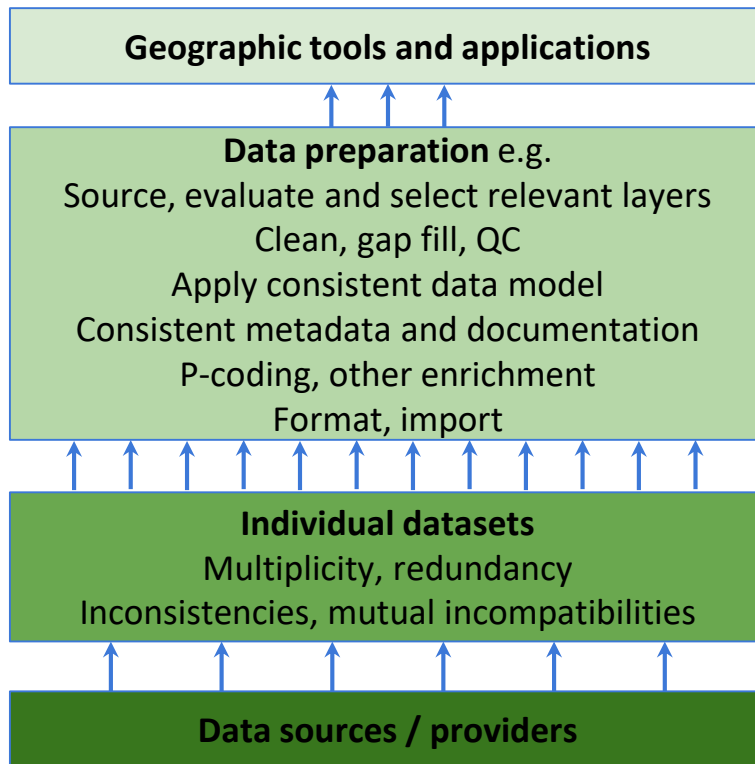 Geographic tools and applications
Data preparation e.g.
Source, evaluate and select relevant layers
Clean, gap fill, QC
Apply consistent data model
Consistent metadata and documentation
P-coding, other enrichment
Format, import
Individual datasets
Multiplicity, redundancy
Inconsistencies, mutual incompatibilities
Data sources / providers